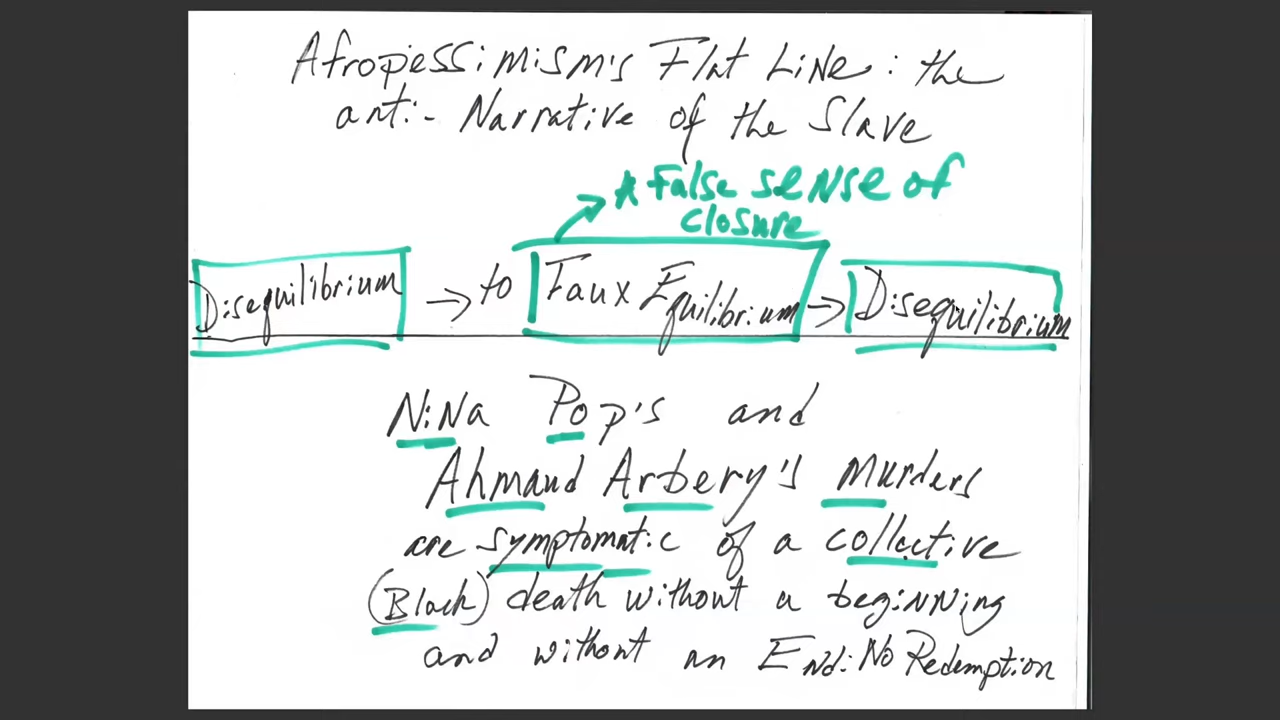 Afropessimism's Flat Line: the
anti- Narrative of the Slave
* False sense of
closure
Disequilibrium → to Faux Equilibrium → Disequilibrium
Nina Pop's and
Ahmaud Arbery's murders
are symptomatic of a collective
(Black) death without a beginning
and without an End: No Redemption